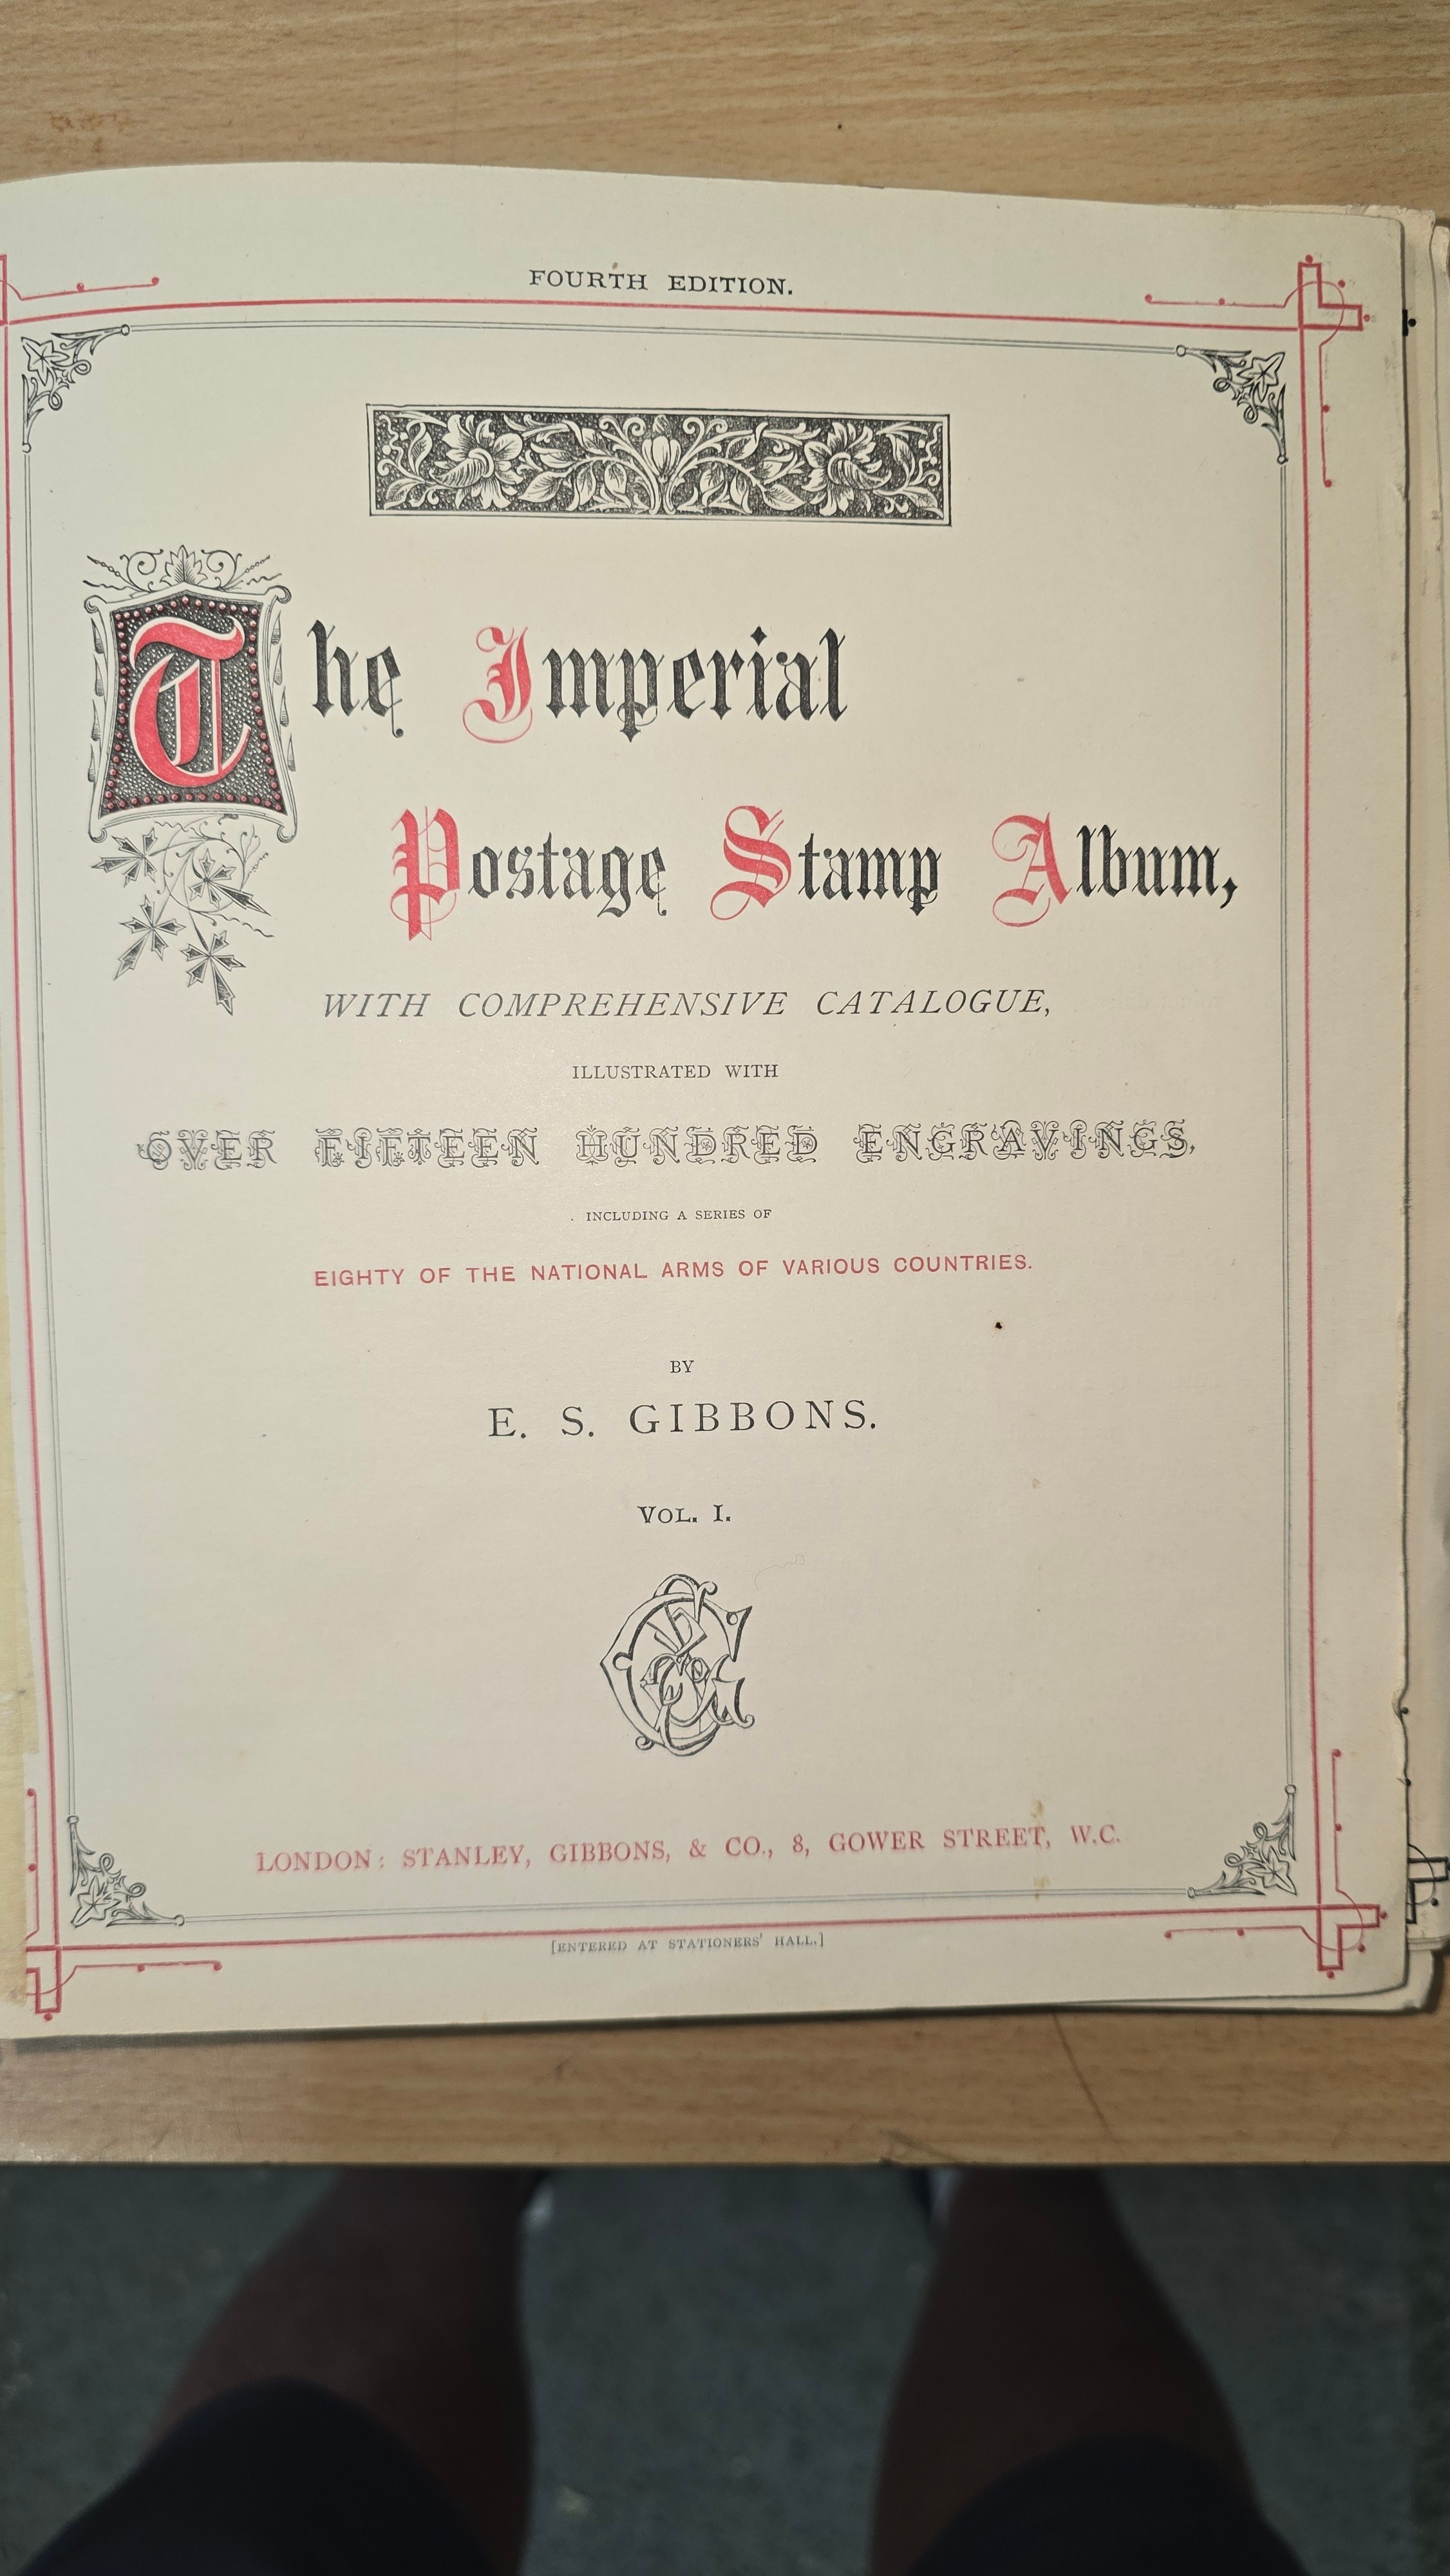 FOURTH EDITION.
The Imperial
Postage Stamp Album,
WITH COMPREHENSIVE CATALOGUE,
ILLUSTRATED WITH
OVER FIFTEEN HUNDRED ENGRAVINGS,
INCLUDING A SERIES OF
EIGHTY OF THE NATIONAL ARMS OF VARIOUS COUNTRIES.
BY
E. S. GIBBONS.
VOL. I.
LONDON: STANLEY, GIBBONS, & CO., 8, GOWER STREET, W.C.
[ENTERED AT STATIONERS' HALL.]